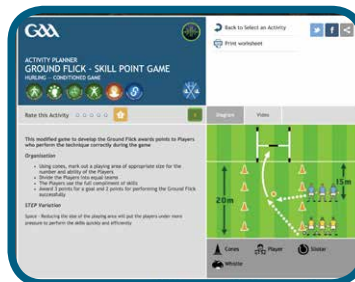 GAA
ACTIVITY PLANNER
GROUND FLICK - SKILL POINT GAME
HURLING – CONDITIONED GAME
Rate this Activity
This modified game to develop the Ground Flick awards points to Players
who perform the technique correctly during the game
Organisation
Using cones, mark out a playing area of appropriate size for the
number and ability of the Players
Divide the Players into equal teams
The Players use the full compliment of skills
Award 3 points for a goal and 2 points for performing the Ground Flick
successfully
STEP Variation
Space - Reducing the size of the playing area will put the players under more
pressure to perform the skills quickly and efficiently
Back to Select an Activity
Print worksheet
Diagram
Video
20m
15m
Cones
Player
Sliotar
Whistle